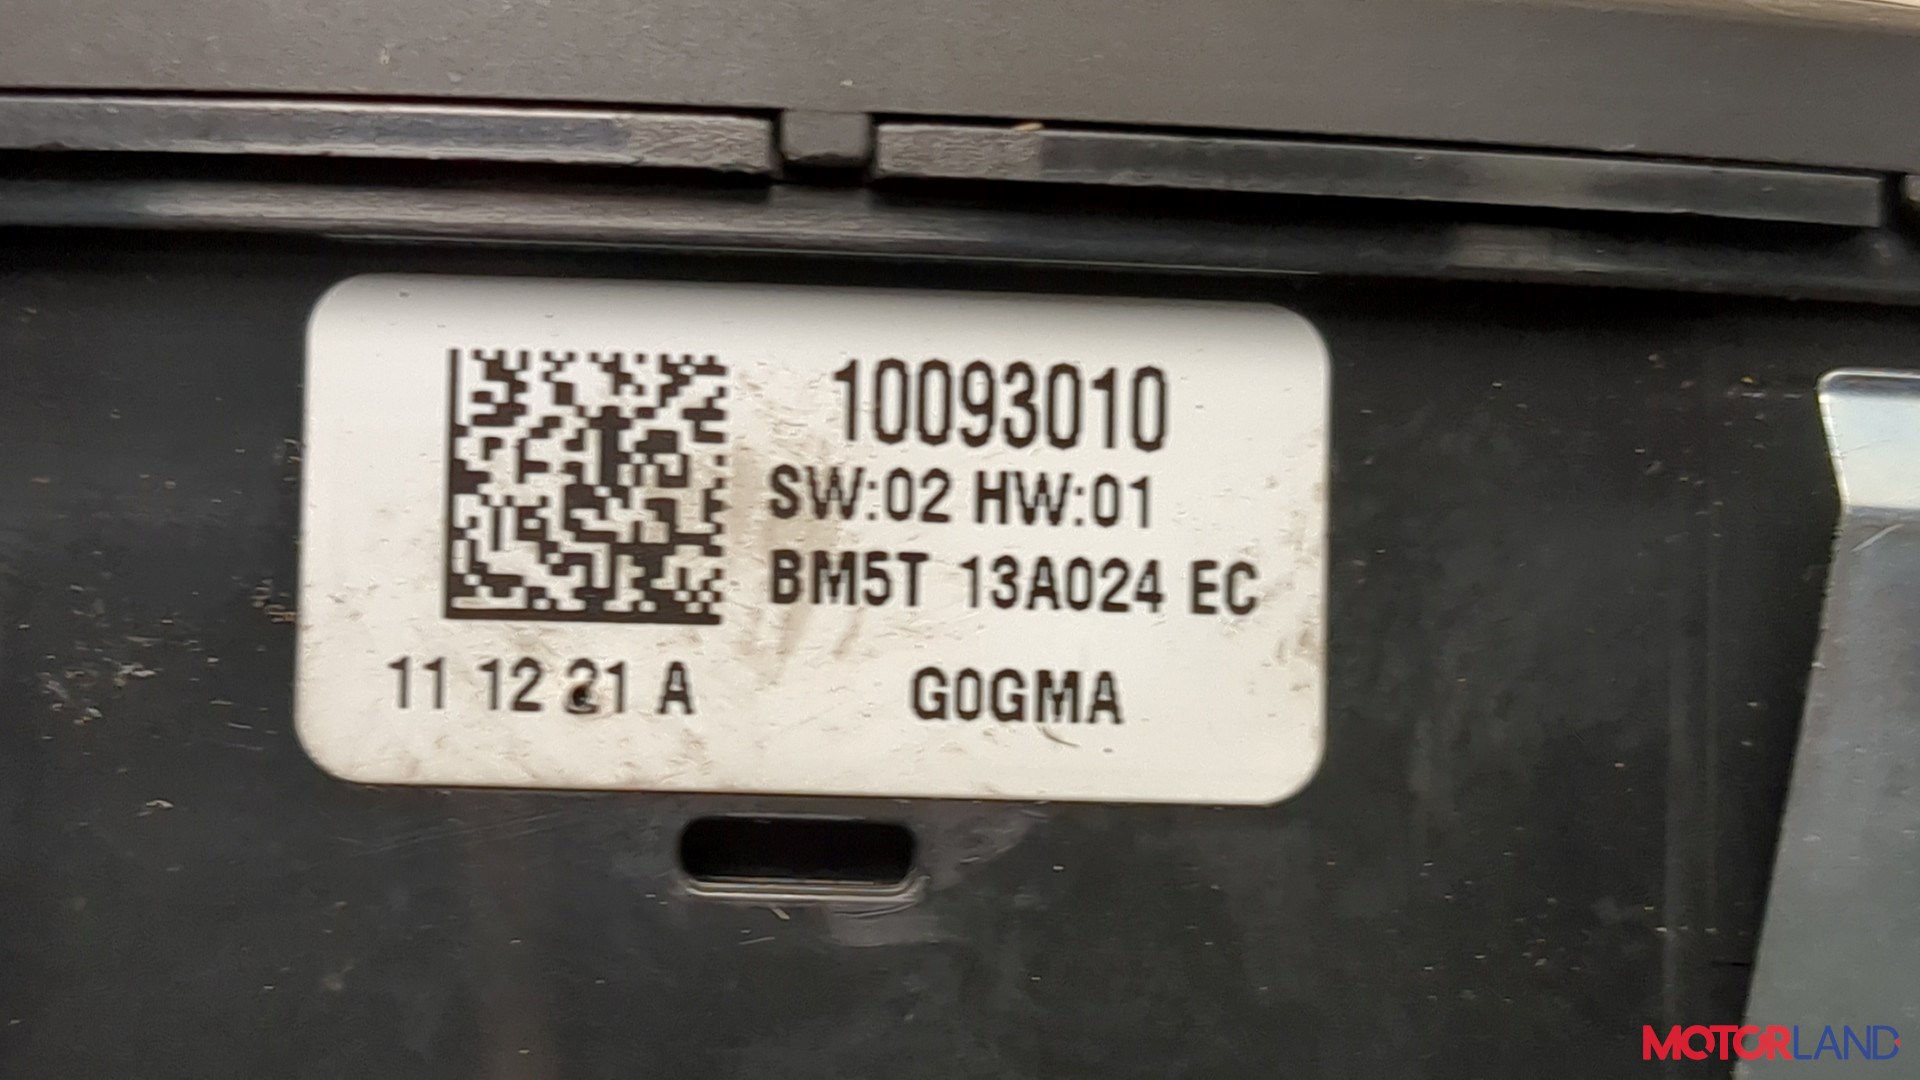 10093010
SW:02 HW:01
BM5T 13A024 EC
11 12 21 A
G0GMA
MOTORLAND